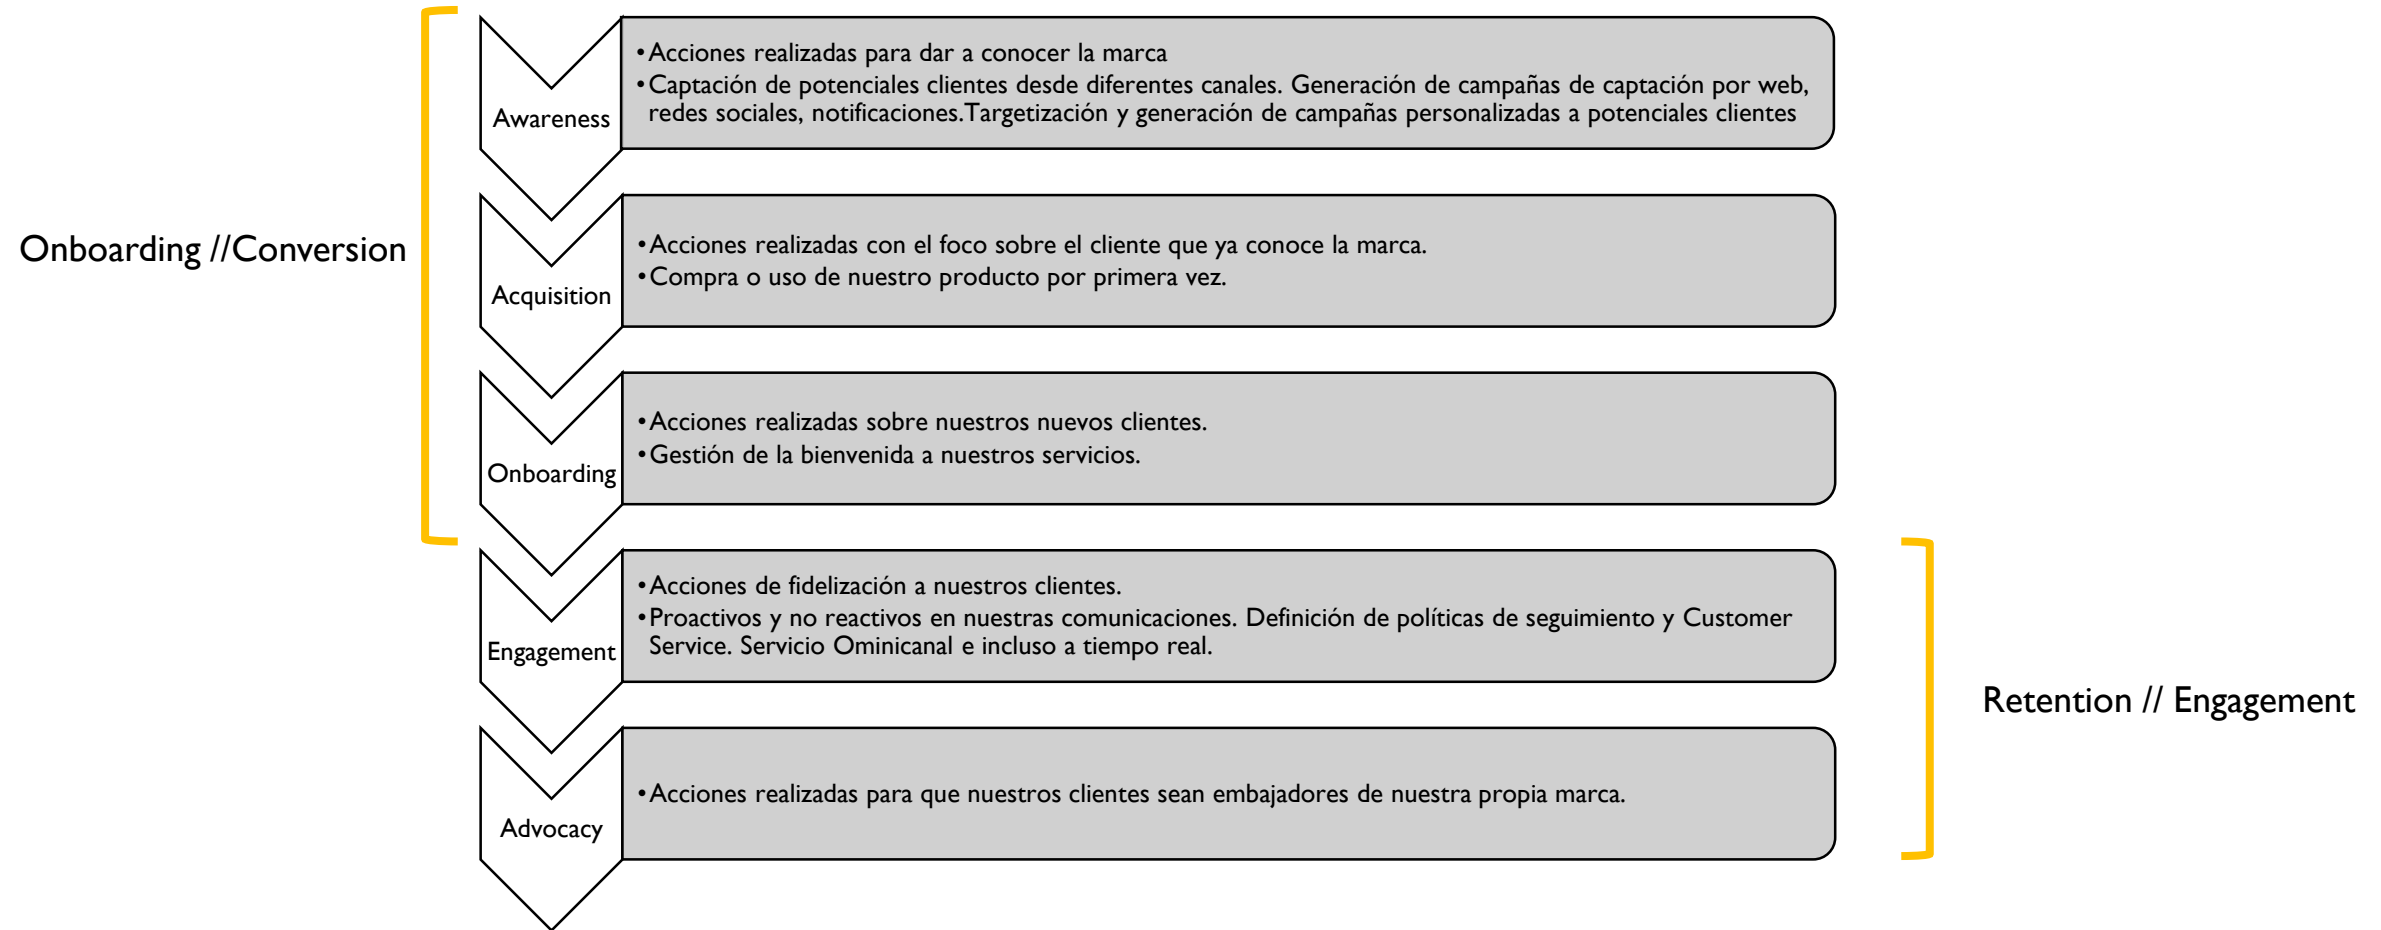 •Acciones realizadas para dar a conocer la marca
•Captación de potenciales clientes desde diferentes canales. Generación de campañas de captación por web,
redes sociales, notificaciones.Targetización y generación de campañas personalizadas a potenciales clientes
Awareness
Onboarding //Conversion
•Acciones realizadas con el foco sobre el cliente que ya conoce la marca.
•Compra o uso de nuestro producto por primera vez.
Acquisition
•Acciones realizadas sobre nuestros nuevos clientes.
•Gestión de la bienvenida a nuestros servicios.
Onboarding
•Acciones de fidelización a nuestros clientes.
•Proactivos y no reactivos en nuestras comunicaciones. Definición de políticas de seguimiento y Customer
Service. Servicio Ominicanal e incluso a tiempo real.
Engagement
Retention // Engagement
•Acciones realizadas para que nuestros clientes sean embajadores de nuestra propia marca.
Advocacy